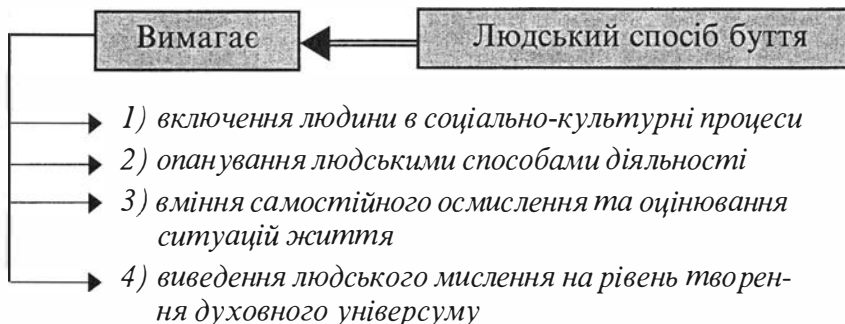 Вимагає
Людський спосіб буття
1) включення людини в соціально-культурні процеси
2) опанування людськими способами діяльності
3) вміння самостійного осмислення та оцінювання
ситуацій життя
4) виведення людського мислення на рівень творен-
ня духовного універсуму